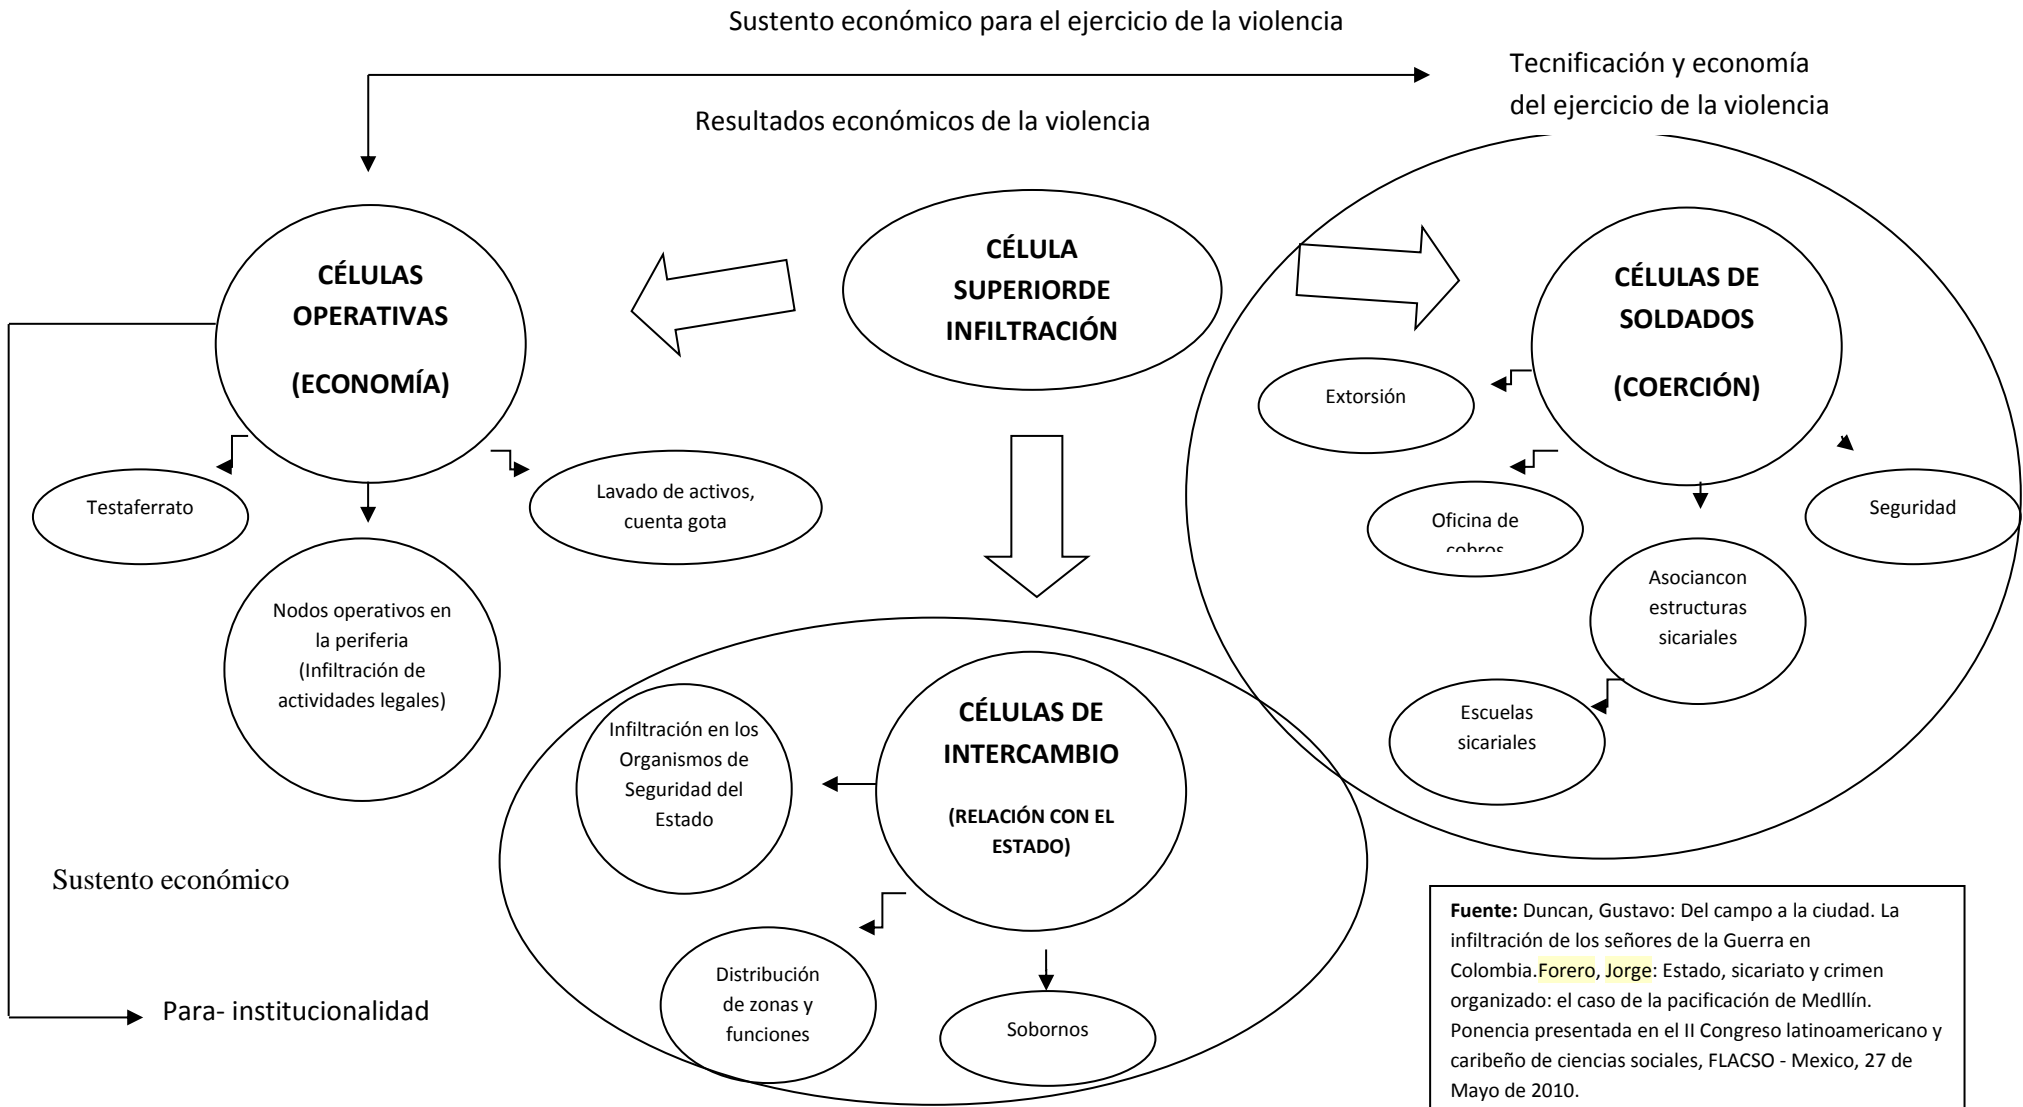 Sustento económico para el ejercicio de la violencia
Tecnificación y economía
del ejercicio de la violencia
Resultados económicos de la violencia
CÉLULAS
OPERATIVAS
(ECONOMÍA)
CÉLULA
SUPERIORDE
INFILTRACIÓN
CÉLULAS DE
SOLDADOS
(COERCIÓN)
Extorsión
Testaferrato
Lavado de activos,
cuenta gota
Oficina de
cobros
Seguridad
Asociancon
estructuras
sicariales
Nodos operativos en
la periferia
(Infiltración de
actividades legales)
Escuelas
sicariales
Infiltración en los
Organismos de
Seguridad del
Estado
CÉLULAS DE
INTERCAMBIO
(RELACIÓN CON EL
ESTADO)
Sustento económico
Distribución
de zonas y
funciones
Sobornos
Para- institucionalidad
Fuente: Duncan, Gustavo: Del campo a la ciudad. La
infiltración de los señores de la Guerra en
Colombia.Forero, Jorge: Estado, sicariato y crimen
organizado: el caso de la pacificación de Medllín.
Ponencia presentada en el II Congreso latinoamericano y
caribeño de ciencias sociales, FLACSO - Mexico, 27 de
Mayo de 2010.